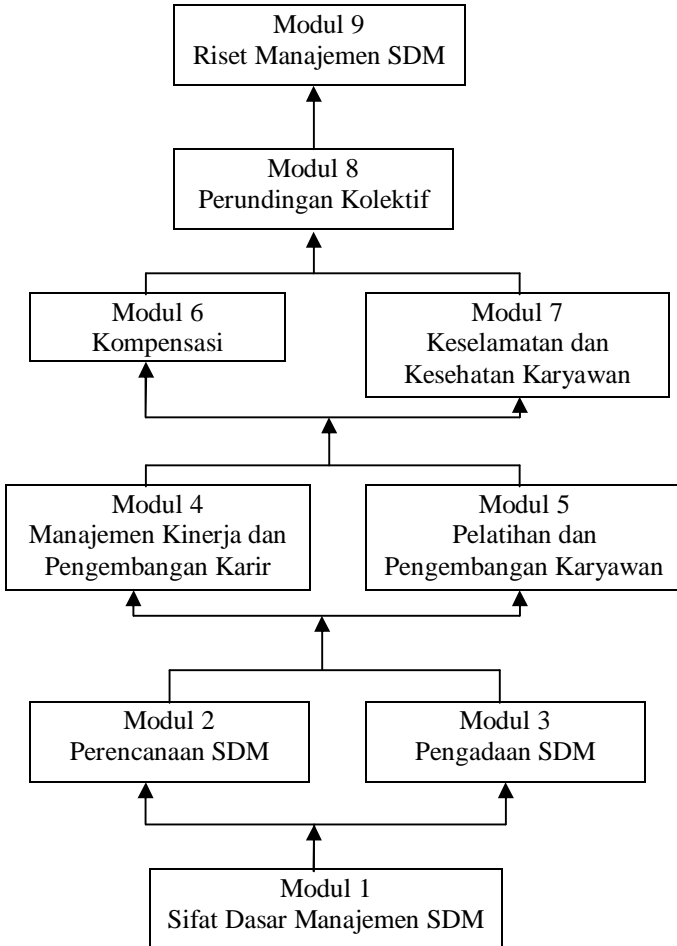 Modul 9
Riset Manajemen SDM
Modul 8
Perundingan Kolektif
Modul 6
Kompensasi
Modul 7
Keselamatan dan
Kesehatan Karyawan
Modul 4
Manajemen Kinerja dan
Pengembangan Karir
Modul 5
Pelatihan dan
Pengembangan Karyawan
Modul 2
Perencanaan SDM
Modul 3
Pengadaan SDM
Modul 1
Sifat Dasar Manajemen SDM